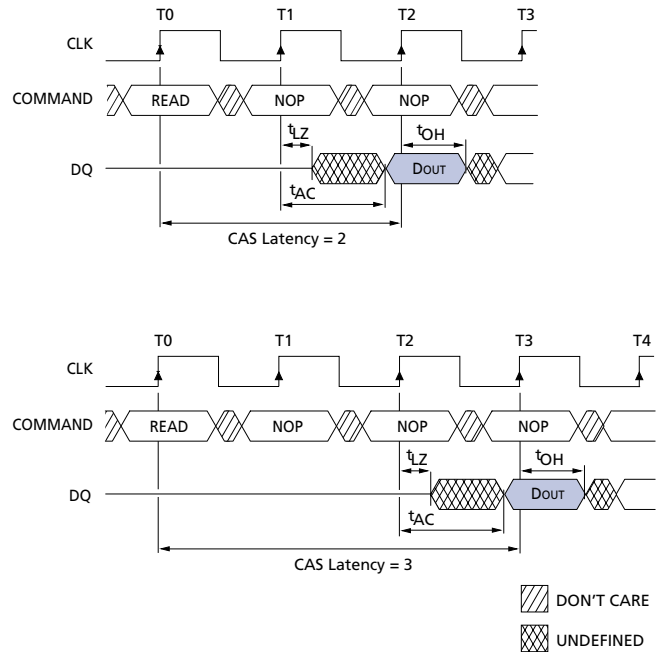 T0 T1 T2 T3
CLK
COMMAND READ NOP NOP
tLZ tOH
DQ DOUT
tAC
CAS Latency = 2
T0 T1 T2 T3 T4
CLK
COMMAND READ NOP NOP NOP
tLZ tOH
DQ DOUT
tAC
CAS Latency = 3
DON'T CARE
UNDEFINED